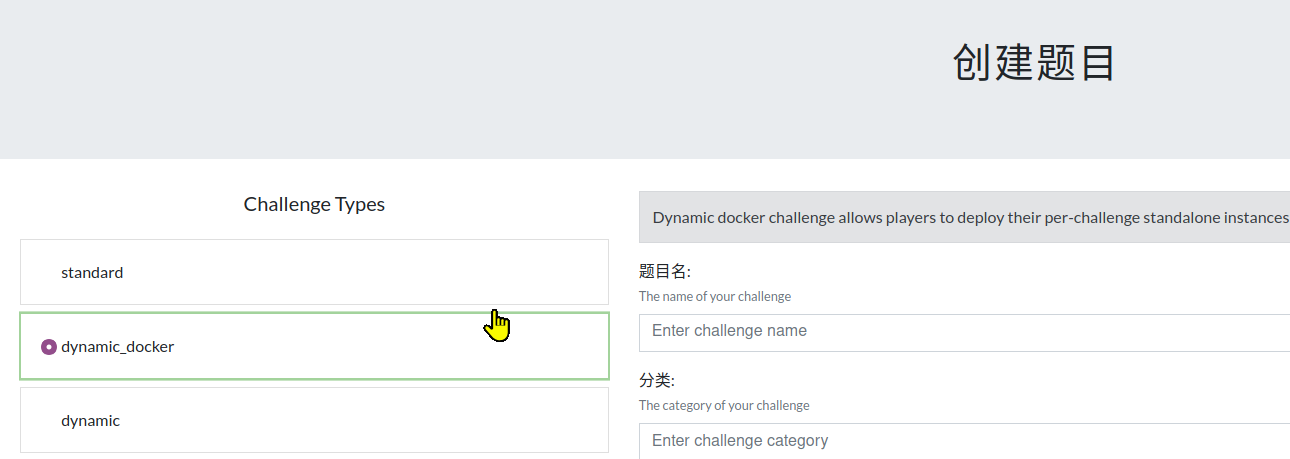 创建题目
Challenge Types
standard
dynamic_docker
dynamic
Dynamic docker challenge allows players to deploy their per-challenge standalone instances
题目名:
The name of your challenge
Enter challenge name
分类:
The category of your challenge
Enter challenge category